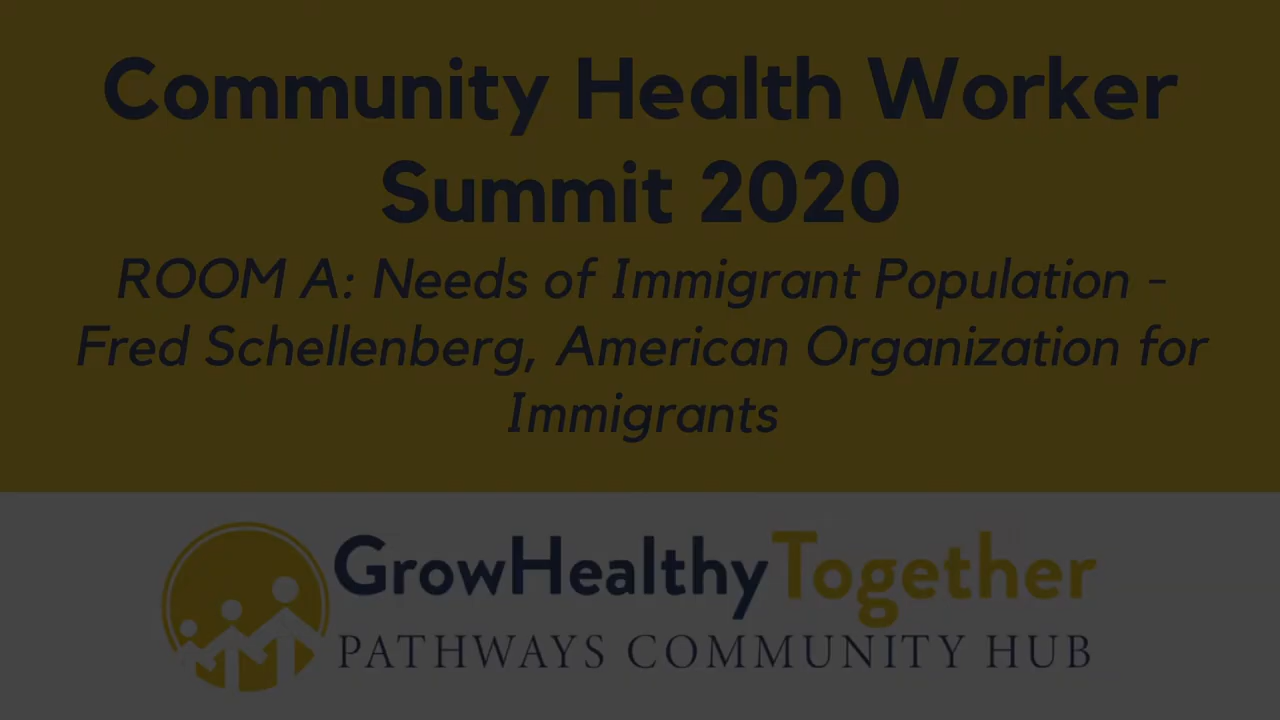 Community Health Worker
Summit 2020
ROOM A: Needs of Immigrant Population -
Fred Schellenberg, American Organization for
Immigrants
GrowHealthyTogether
PATHWAYS COMMUNITY HUB